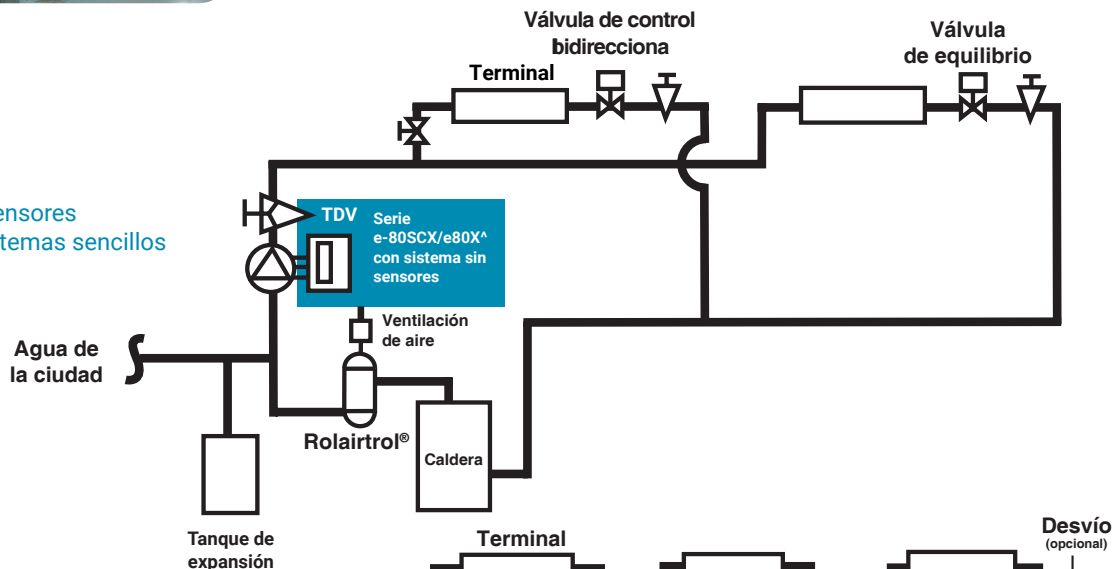 Válvula de control
bidirecciona
Válvula
de equilibrio
Terminal
TDV
Serie
e-80SCX/e80X^
con sistema sin
sensores
ensores
temas sencillos
Ventilación
de aire
Agua de
la ciudad
Rolairtrol®
Caldera
Tanque de
expansión
Terminal
Desvío
(opcional)